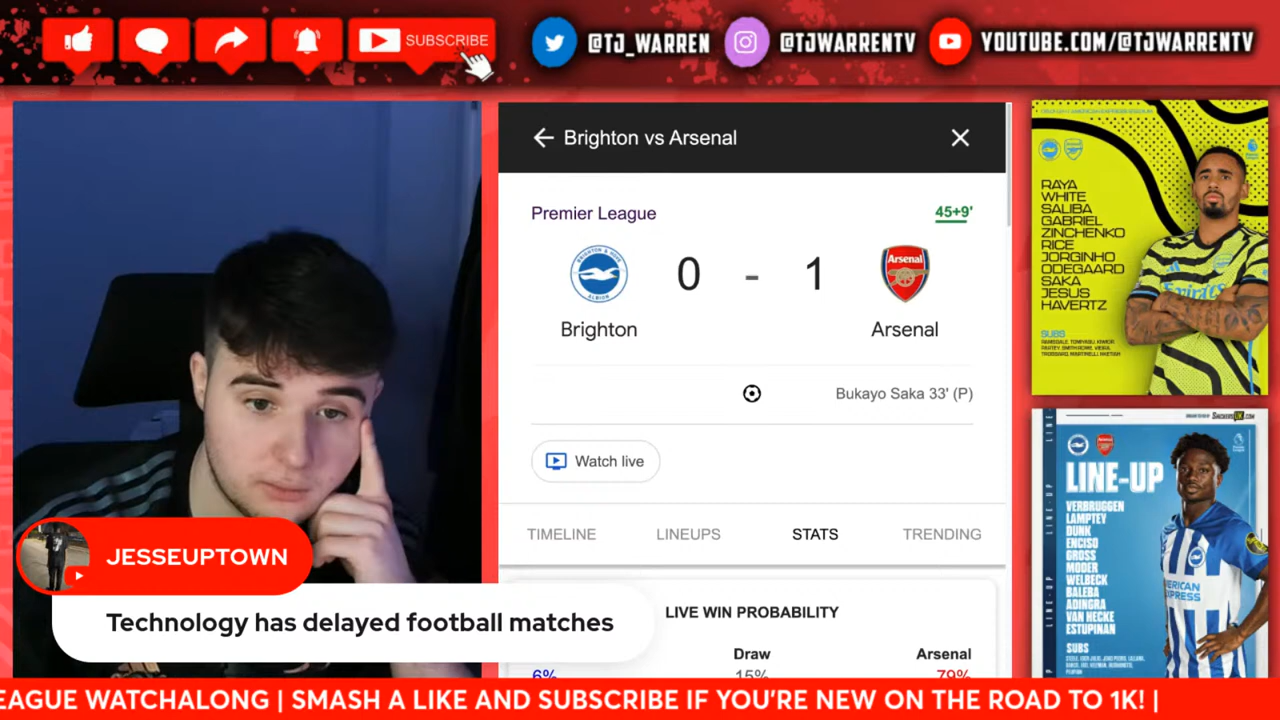 SUBSCRIBE
@TJ_WARREN
@TJWARRENTV
YOUTUBE.COM/@TJWARRENTV
Brighton vs Arsenal
Premier League
45+9'
BRIGHTON & HOVE
ALBION
0 - 1
Arsenal
Brighton
Arsenal
Bukayo Saka 33' (P)
Watch live
TIMELINE
LINEUPS
STATS
TRENDING
LIVE WIN PROBABILITY
Draw
Arsenal
6%
15%
79%
JESSEUPTOWN
Technology has delayed football matches
RAYA
WHITE
SALIBA
GABRIEL
ZINCHENKO
RICE
JORGINHO
ODEGAARD
SAKA
JESUS
HAVERTZ
SUBS
LINE-UP
VERBRUGGEN
LAMPTEY
DUNK
ENCISO
GROSS
MODER
WELBECK
BALEBA
ADINGRA
VAN HECKE
ESTUPINAN
SUBS
EAGUE WATCHALONG | SMASH A LIKE AND SUBSCRIBE IF YOU'RE NEW ON THE ROAD TO 1K! |